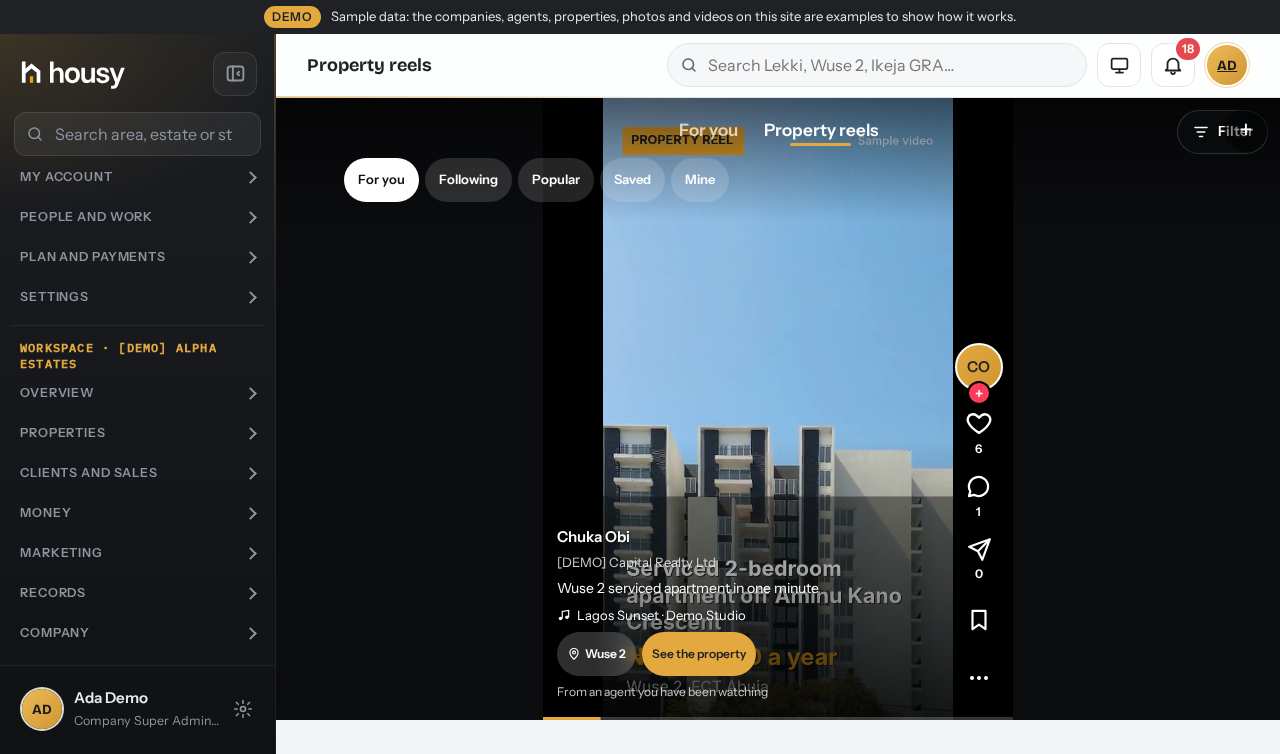 DEMO Sample data: the companies, agents, properties, photos and videos on this site are examples to show how it works.
housy
Property reels
Search Lekki, Wuse 2, Ikeja GRA...
18
AD
Search area, estate or st
MY ACCOUNT
PEOPLE AND WORK
PLAN AND PAYMENTS
SETTINGS
WORKSPACE · [DEMO] ALPHA
ESTATES
OVERVIEW
PROPERTIES
CLIENTS AND SALES
MONEY
MARKETING
RECORDS
COMPANY
AD
Ada Demo
Company Super Admin...
For you
Property reels
PROPERTY REEL
Sample video
Filter
+
For you
Following
Popular
Saved
Mine
CO
+
6
1
0
Chuka Obi
[DEMO] Capital Realty Ltd
Serviced 2-bedroom
Wuse 2 serviced apartment in one minute
apartment off Aminu Kano
Crescent
Lagos Sunset · Demo Studio
Wuse 2
See the property
a year
Wuse 2, FCT Abuja
From an agent you have been watching